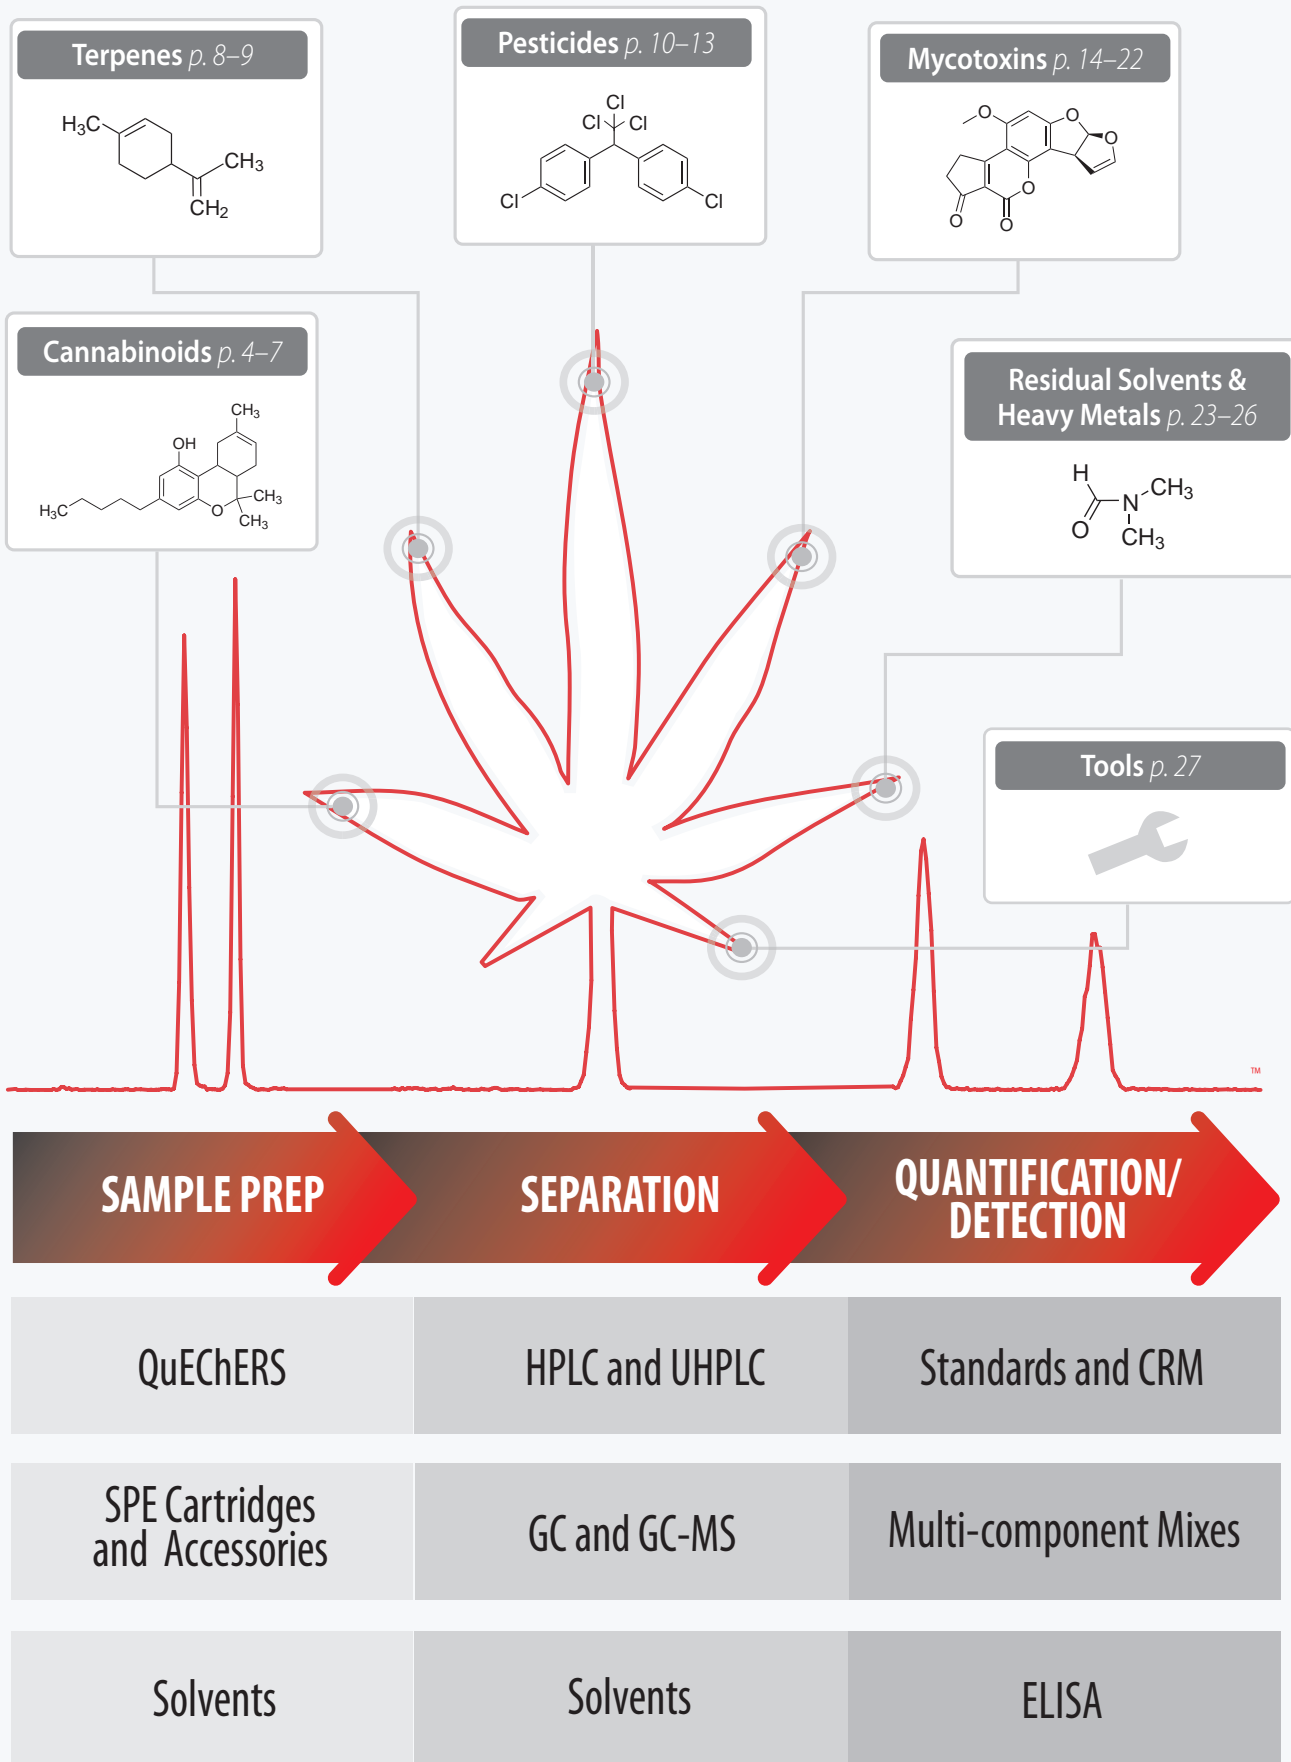 Terpenes p. 8–9
H₃C
CH₃
CH₂
Pesticides p. 10–13
Cl
Cl Cl
Cl
Cl
Mycotoxins p. 14–22
O
O
O
O
O
O
Cannabinoids p. 4–7
CH₃
OH
H₃C
O
CH₃
CH₃
Residual Solvents &
Heavy Metals p. 23–26
H
N
CH₃
O
CH₃
Tools p. 27
TM
SAMPLE PREP
SEPARATION
QUANTIFICATION/
DETECTION
QuEChERS
HPLC and UHPLC
Standards and CRM
SPE Cartridges
and Accessories
GC and GC-MS
Multi-component Mixes
Solvents
Solvents
ELISA